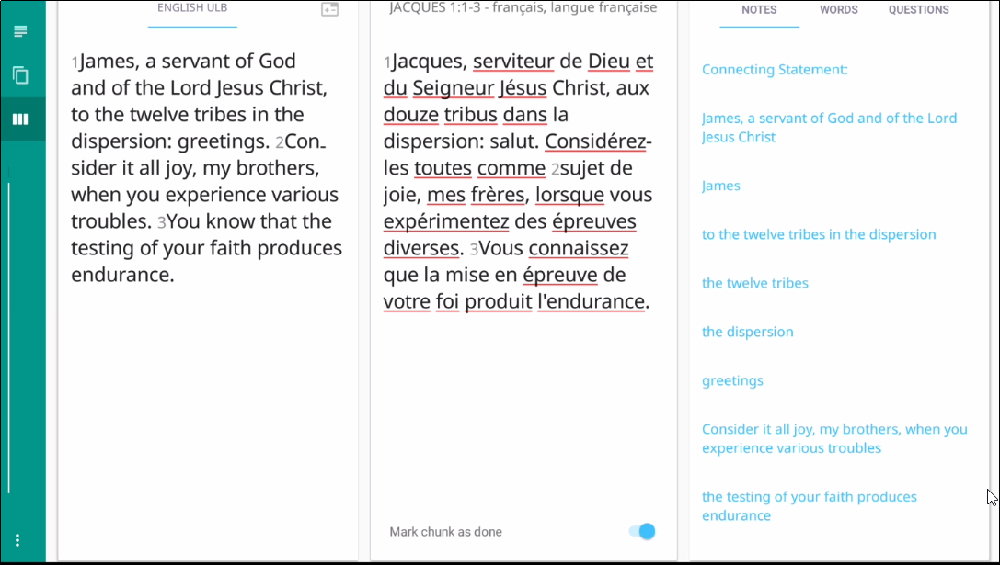 ENGLISH ULB
1James, a servant of God
and of the Lord Jesus Christ,
to the twelve tribes in the
dispersion: greetings. 2Con-
sider it all joy, my brothers,
when you experience various
troubles. 3You know that the
testing of your faith produces
endurance.
JACQUES 1:1-3 - français, langue française
1Jacques, serviteur de Dieu et
du Seigneur Jésus Christ, aux
douze tribus dans la
dispersion: salut. Considérez-
les toutes comme 2sujet de
joie, mes frères, lorsque vous
expérimentez des épreuves
diverses. 3Vous connaissez
que la mise en épreuve de
votre foi produit l'endurance.
Mark chunk as done
NOTES WORDS QUESTIONS
Connecting Statement:
James, a servant of God and of the Lord
Jesus Christ
James
to the twelve tribes in the dispersion
the twelve tribes
the dispersion
greetings
Consider it all joy, my brothers, when you
experience various troubles
the testing of your faith produces
endurance